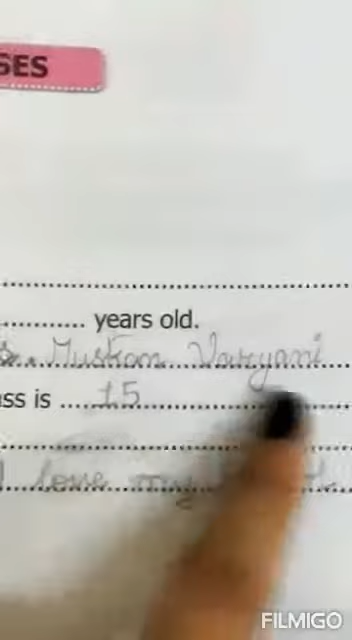 SES
years old.
Muskan Varyani
ss is 15
love my
FILMIGO